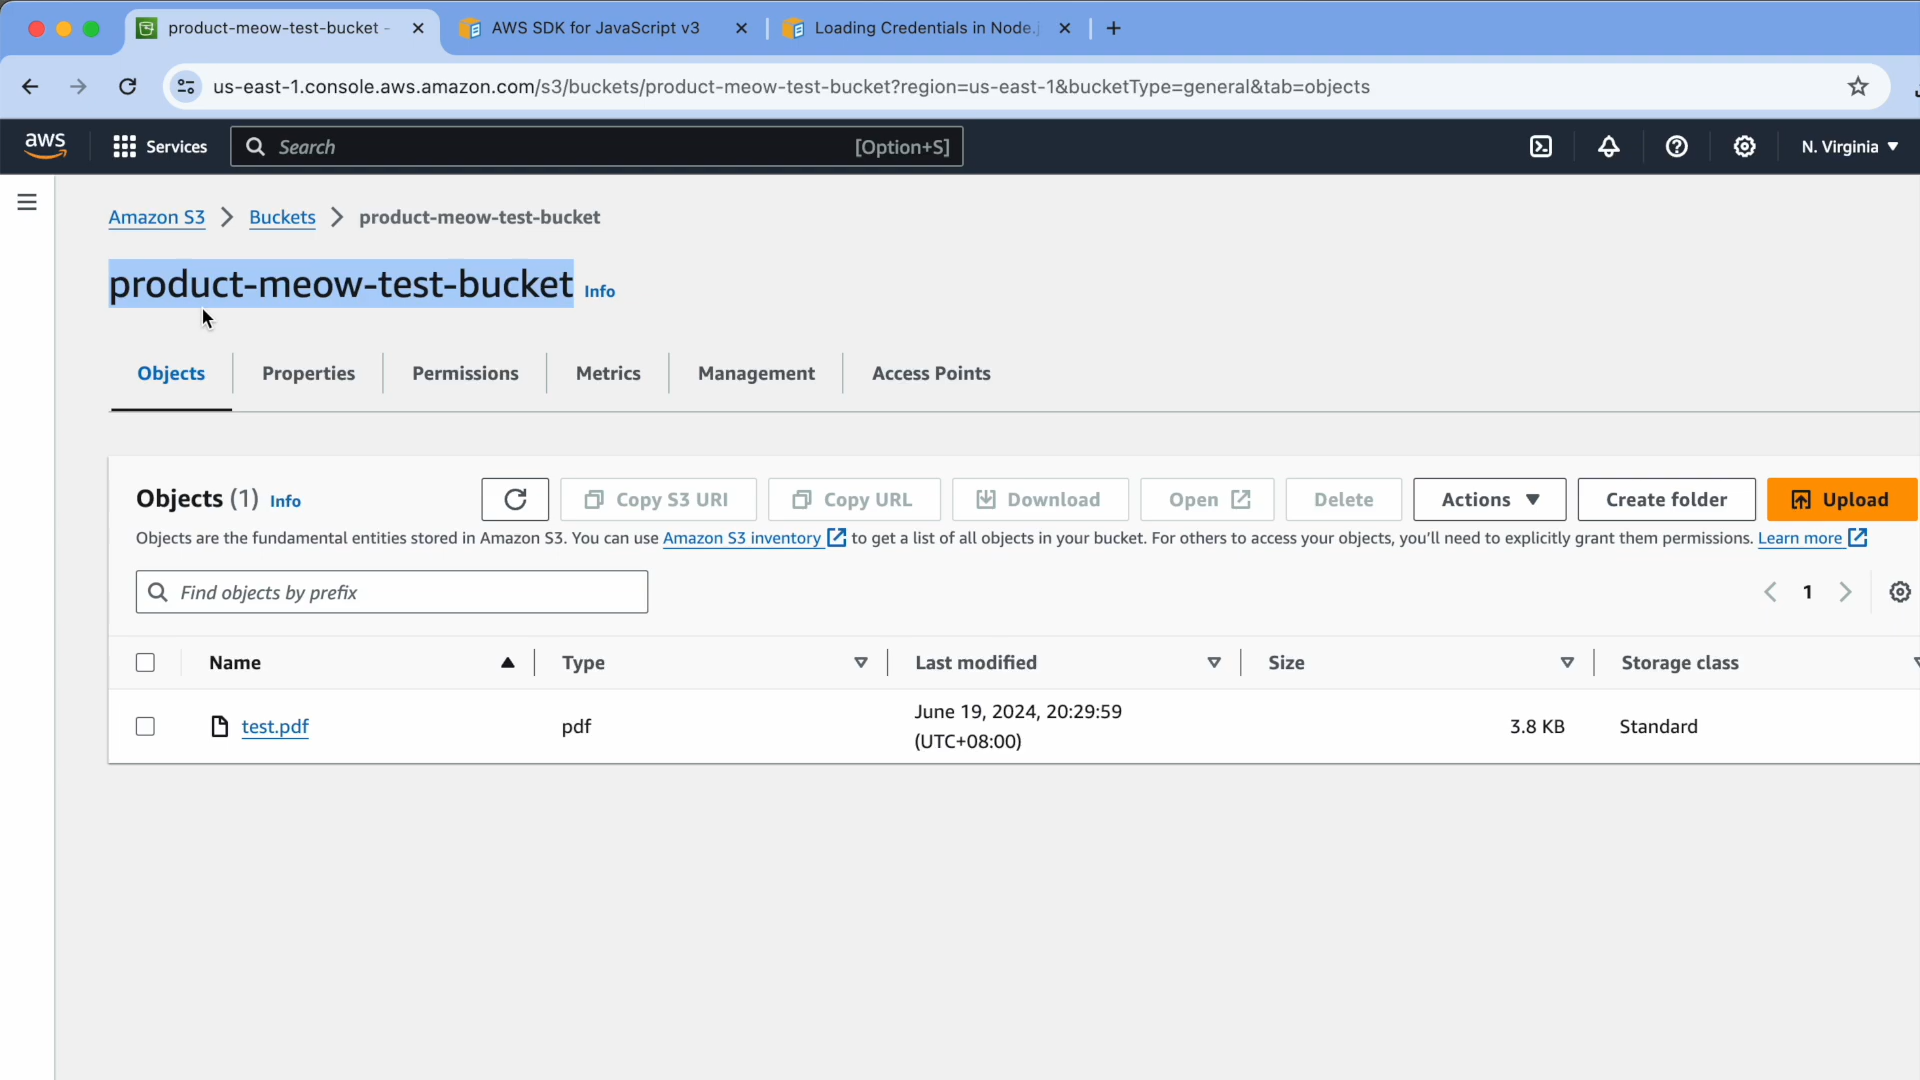 product-meow-test-bucket -
AWS SDK for JavaScript v3
Loading Credentials in Node.j
us-east-1.console.aws.amazon.com/s3/buckets/product-meow-test-bucket?region=us-east-1&bucketType=general&tab=objects
aws
Services
Search
[Option+S]
N. Virginia
Amazon S3
Buckets
product-meow-test-bucket
product-meow-test-bucket Info
Objects
Properties
Permissions
Metrics
Management
Access Points
Objects (1) Info
Copy S3 URI
Copy URL
Download
Open
Delete
Actions
Create folder
Upload
Objects are the fundamental entities stored in Amazon S3. You can use Amazon S3 inventory to get a list of all objects in your bucket. For others to access your objects, you'll need to explicitly grant them permissions. Learn more
Find objects by prefix
1
Name
Type
Last modified
Size
Storage class
test.pdf
pdf
June 19, 2024, 20:29:59
(UTC+08:00)
3.8 KB
Standard